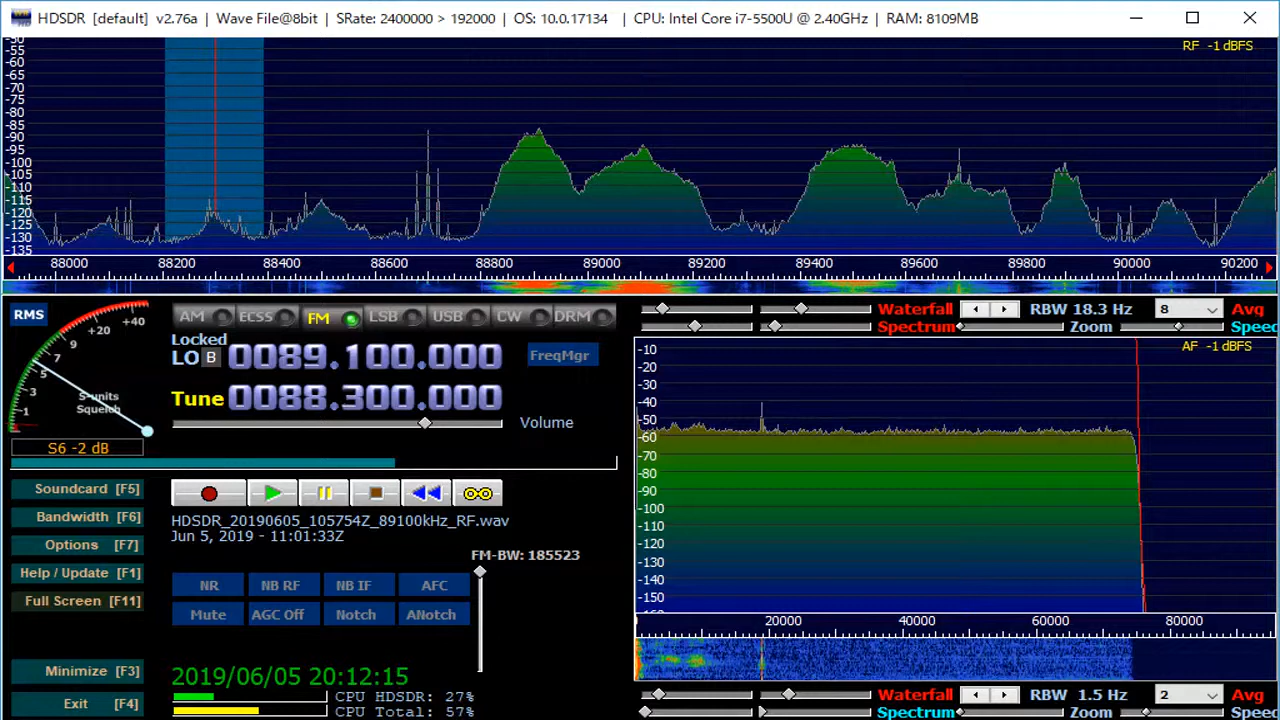 HDSDR [default] v2.76a | Wave File@8bit | SRate: 2400000 > 192000 | OS: 10.0.17134 | CPU: Intel Core i7-5500U @ 2.40GHz | RAM: 8109MB
RF -1 dBFS
-50
-55
-60
-65
-70
-75
-80
-85
-90
-95
-100
-105
-110
-115
-120
-125
-130
-135
88000 88200 88400 88600 88800 89000 89200 89400 89600 89800 90000 90200
RMS
+20 +40
1 3 5 7 9
S-units
Squelch
S6 -2 dB
AM ECSS FM LSB USB CW DRM
Locked
LO B 0089.100.000 FreqMgr
Tune 0088.300.000
Volume
Waterfall RBW 18.3 Hz 8 Avg
Spectrum Zoom Speed
Soundcard [F5]
Bandwidth [F6]
Options [F7]
Help / Update [F1]
Full Screen [F11]
Minimize [F3]
Exit [F4]
HDSDR_20190605_105754Z_89100kHz_RF.wav
Jun 5, 2019 - 11:01:33Z
FM-BW: 185523
NR NB RF NB IF AFC
Mute AGC Off Notch ANotch
2019/06/05 20:12:15
CPU HDSDR: 27%
CPU Total: 57%
AF -1 dBFS
-10
-20
-30
-40
-50
-60
-70
-80
-90
-100
-110
-120
-130
-140
-150
0 20000 40000 60000 80000
Waterfall RBW 1.5 Hz 2 Avg
Spectrum Zoom Speed